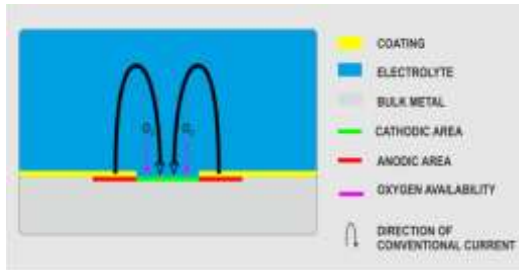 COATING
ELECTROLYTE
BULK METAL
O₂ O₂
CATHODIC AREA
ANODIC AREA
OXYGEN AVAILABILITY
DIRECTION OF
CONVENTIONAL CURRENT